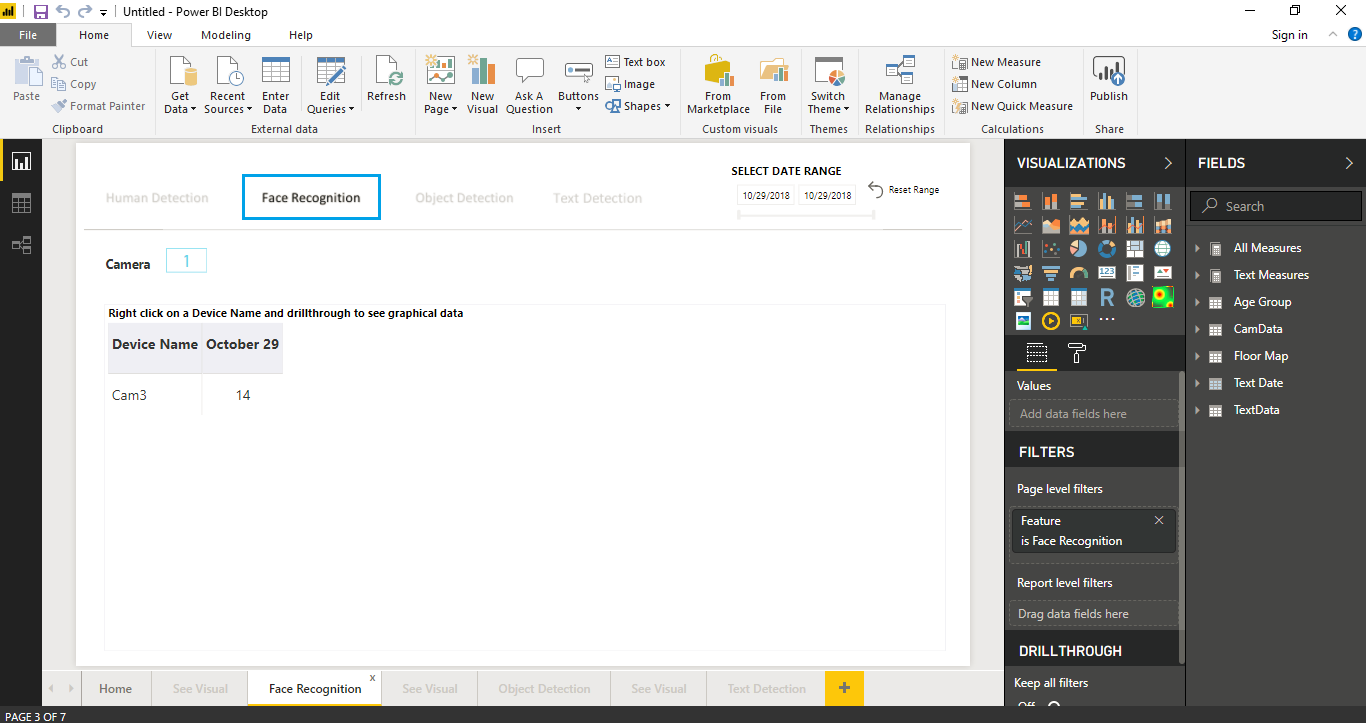 Untitled - Power BI Desktop
File Home View Modeling Help Sign in
Paste
Cut
Copy
Format Painter
Clipboard
Get Data
Recent Sources
Enter Data
Edit Queries
Refresh
External data
New Page
New Visual
Ask A Question
Buttons
Text box
Image
Shapes
Insert
From Marketplace
From File
Custom visuals
Switch Theme
Themes
Manage Relationships
Relationships
New Measure
New Column
New Quick Measure
Calculations
Publish
Share
Human Detection Face Recognition Object Detection Text Detection
SELECT DATE RANGE
10/29/2018 10/29/2018 Reset Range
Camera 1
Right click on a Device Name and drillthrough to see graphical data
Device Name October 29
Cam3 14
VISUALIZATIONS
123
R
Values
Add data fields here
FILTERS
Page level filters
Feature
is Face Recognition
Report level filters
Drag data fields here
DRILLTHROUGH
Keep all filters
Off
FIELDS
Search
All Measures
Text Measures
Age Group
CamData
Floor Map
Text Date
TextData
Home See Visual Face Recognition x See Visual Object Detection See Visual Text Detection +
PAGE 3 OF 7